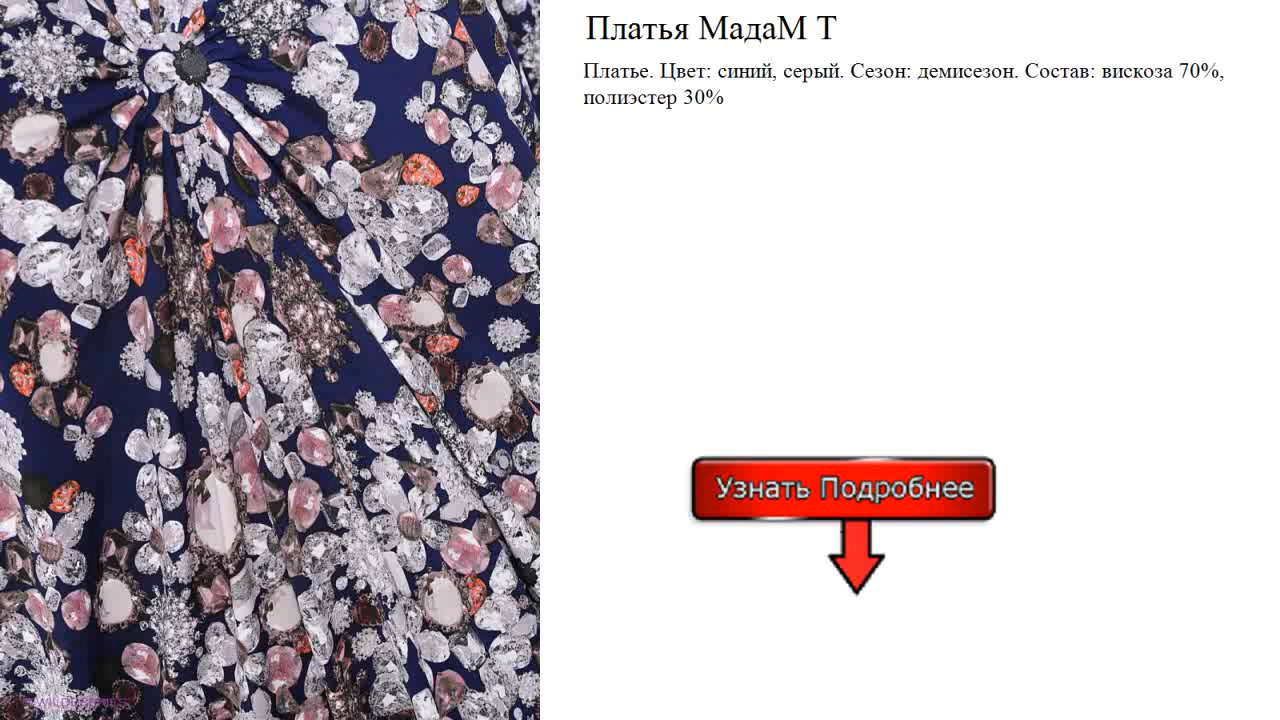 Платья МадаМ Т
Платье. Цвет: синий, серый. Сезон: демисезон. Состав: вискоза 70%,
полиэстер 30%
Узнать Подробнее